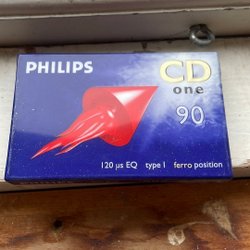 PHILIPS
CD
one
90
120 µs EQ type I ferro position